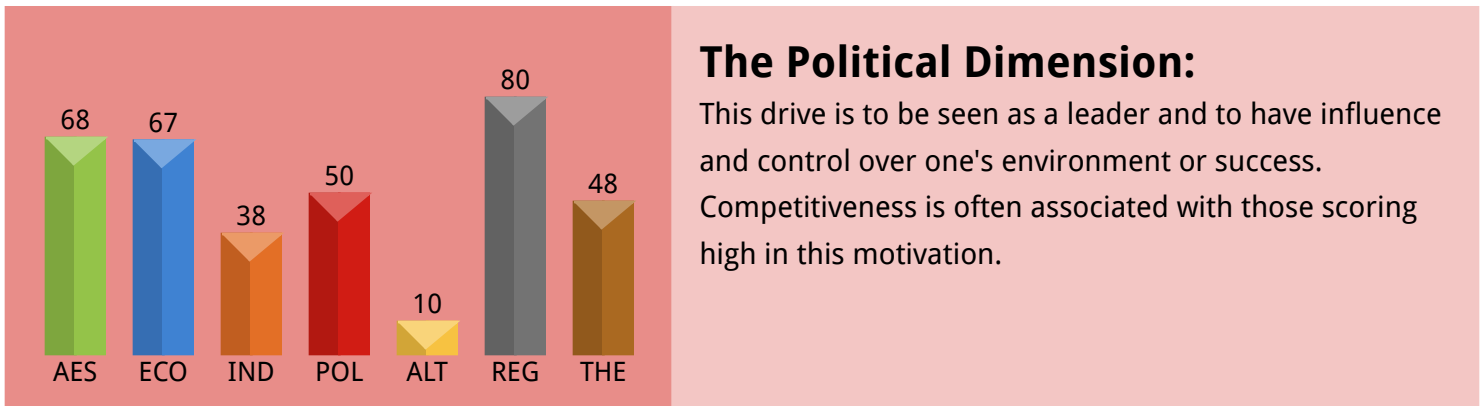 68
67
38
50
10
80
48
AES
ECO
IND
POL
ALT
REG
THE
The Political Dimension:
This drive is to be seen as a leader and to have influence
and control over one's environment or success.
Competitiveness is often associated with those scoring
high in this motivation.